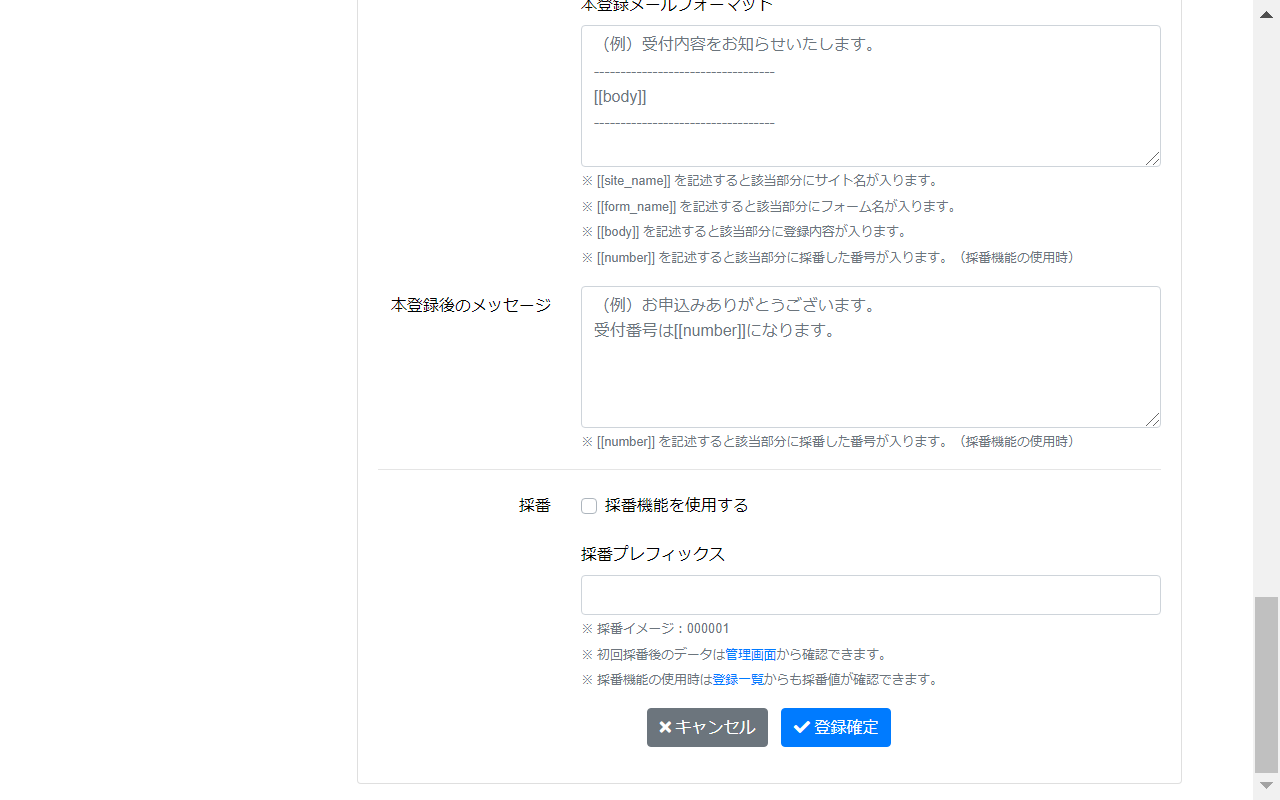 本登録メールフォーマット
（例）受付内容をお知らせいたします。
----------------------------------
[[body]]
----------------------------------
※ [[site_name]] を記述すると該当部分にサイト名が入ります。
※ [[form_name]] を記述すると該当部分にフォーム名が入ります。
※ [[body]] を記述すると該当部分に登録内容が入ります。
※ [[number]] を記述すると該当部分に採番した番号が入ります。（採番機能の使用時）
本登録後のメッセージ
（例）お申込みありがとうございます。
受付番号は[[number]]になります。
※ [[number]] を記述すると該当部分に採番した番号が入ります。（採番機能の使用時）
採番
採番機能を使用する
採番プレフィックス
※ 採番イメージ：000001
※ 初回採番後のデータは管理画面から確認できます。
※ 採番機能の使用時は登録一覧からも採番値が確認できます。
キャンセル
登録確定